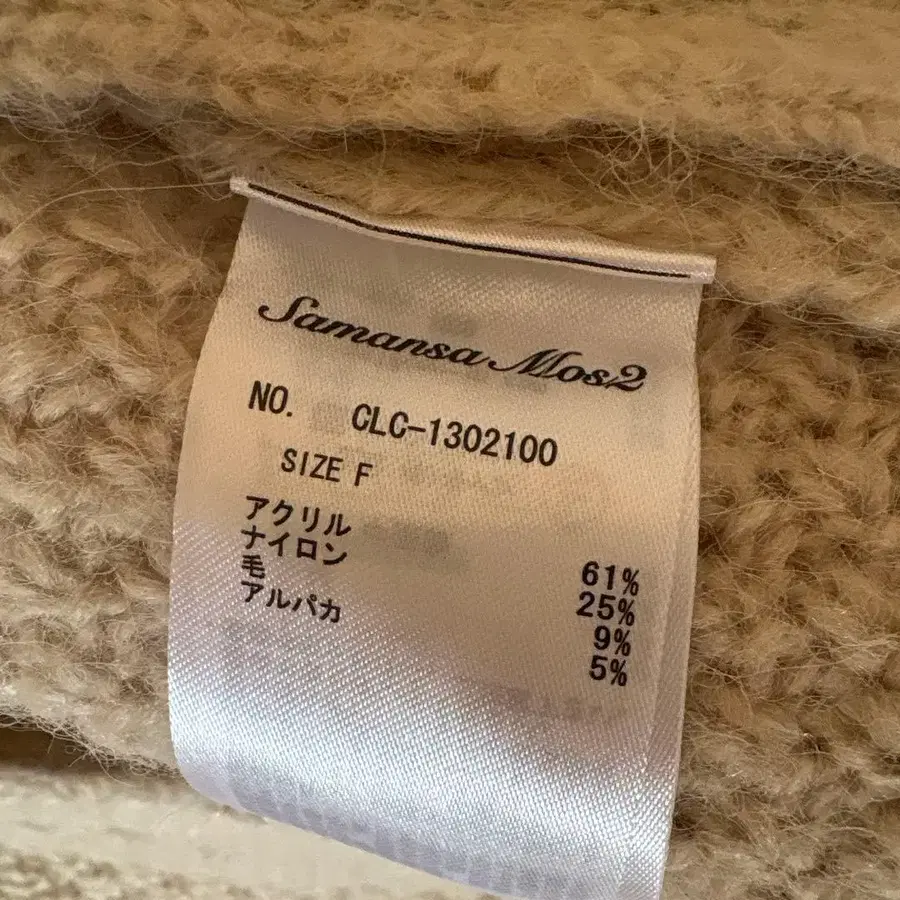 Samansa Mos2
NO. CLC-1302100
SIZE F
アクリル 61%
ナイロン 25%
毛 9%
アルパカ 5%